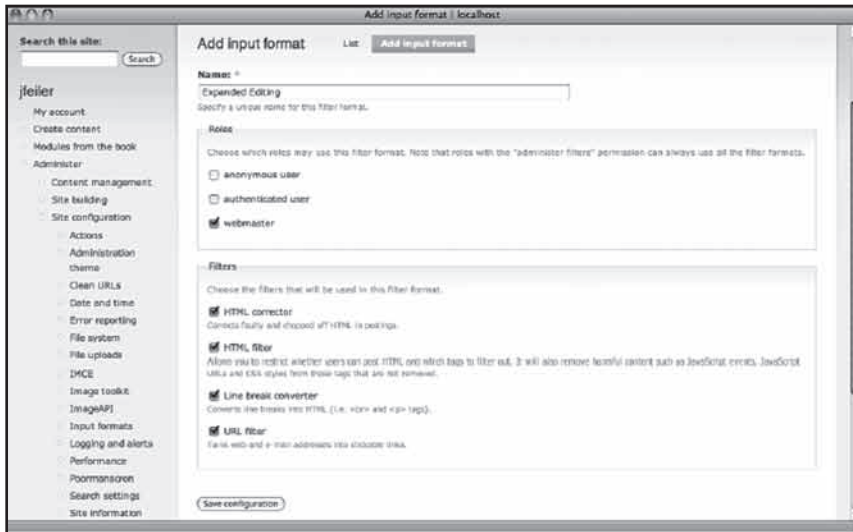 Add input format | localhost
Search this site:
Search
jfeiler
My account
Create content
Modules from the book
Administer
Content management
Site building
Site configuration
Actions
Administration
theme
Clean URLs
Date and time
Error reporting
File system
File uploads
IMCE
Image toolkit
ImageAPI
Input formats
Logging and alerts
Performance
Poormanscron
Search settings
Site information
Add input format List Add input format
Name: *
Expanded Editing
Specify a unique name for this filter format.
Roles
Choose which roles may use this filter format. Note that roles with the "administer filters" permission can always use all the filter formats.
anonymous user
authenticated user
webmaster
Filters
Choose the filters that will be used in this filter format.
HTML corrector
Corrects faulty and chopped off HTML in postings.
HTML filter
Allows you to restrict whether users can post HTML and which tags to filter out. It will also remove harmful content such as JavaScript events, JavaScript
URLs and CSS styles from those tags that are not removed.
Line break converter
Converts line breaks into HTML (i.e. <br> and <p> tags).
URL filter
Turns web and e-mail addresses into clickable links.
Save configuration